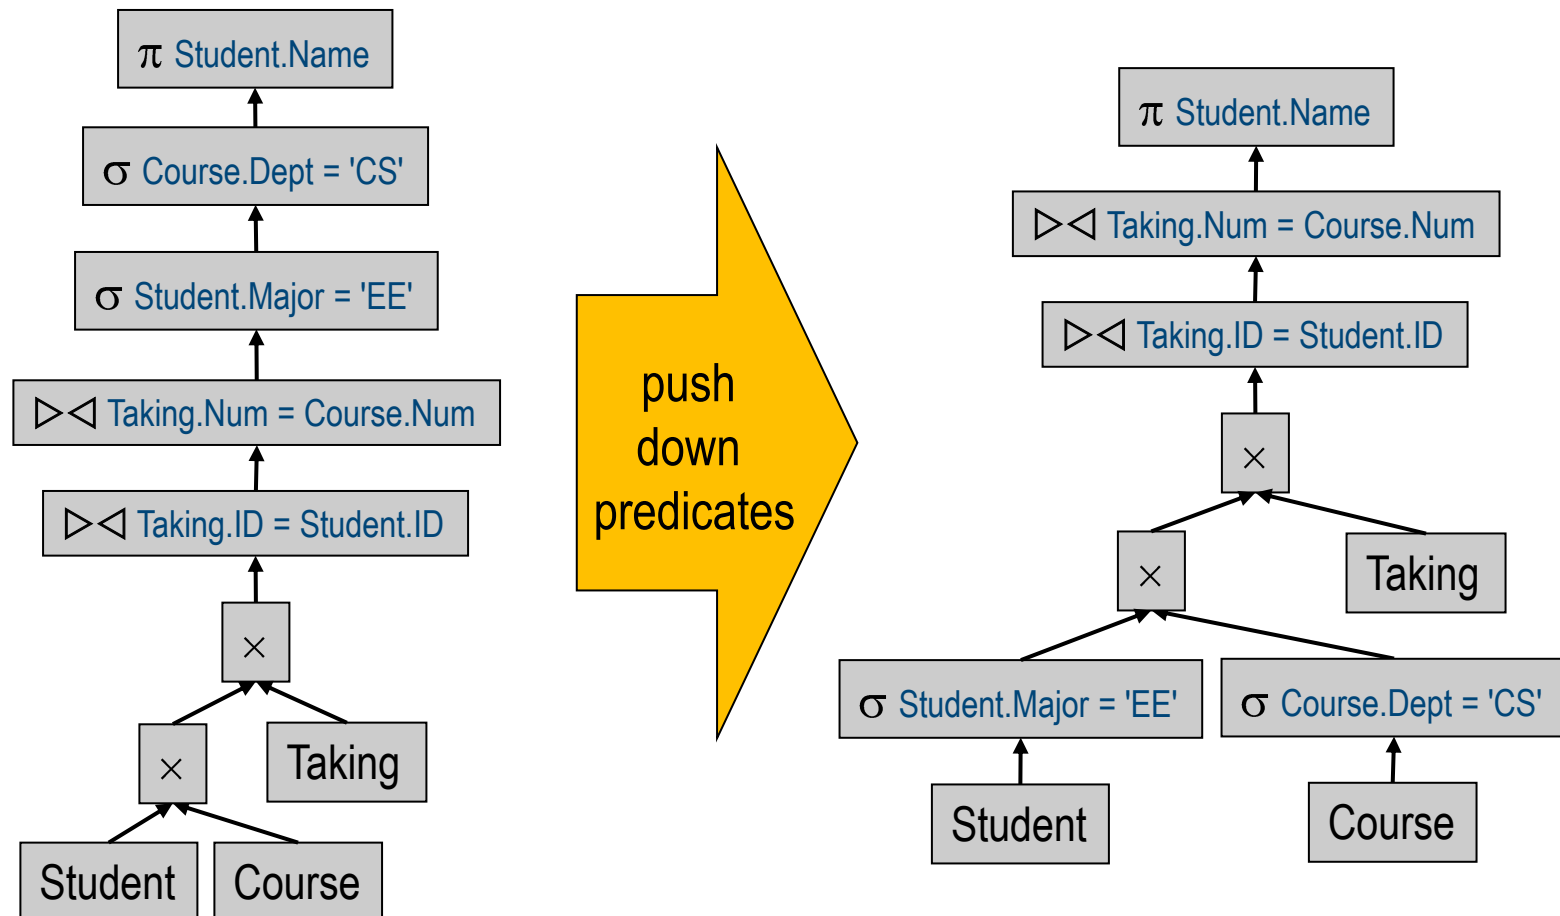 π Student.Name
σ Course.Dept = 'CS'
σ Student.Major = 'EE'
▷◁ Taking.Num = Course.Num
▷◁ Taking.ID = Student.ID
×
×
Taking
Student
Course
push
down
predicates
π Student.Name
▷◁ Taking.Num = Course.Num
▷◁ Taking.ID = Student.ID
×
×
Taking
σ Student.Major = 'EE'
σ Course.Dept = 'CS'
Student
Course